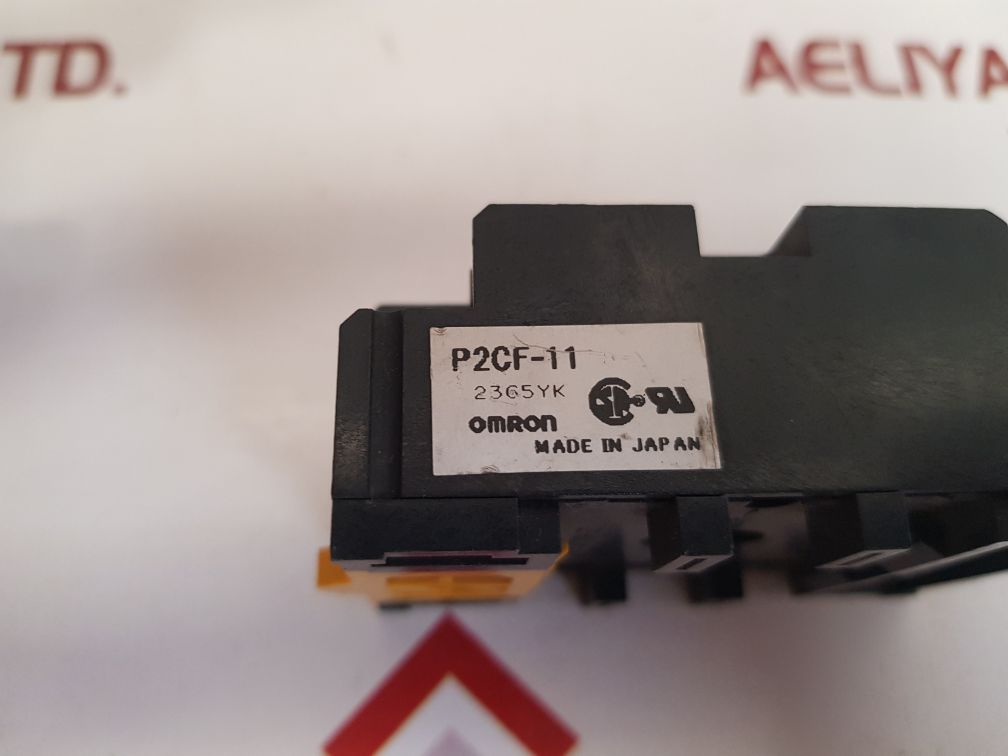 TD.
AELIYA
P2CF-11
2365YK
OMRON
MADE IN JAPAN